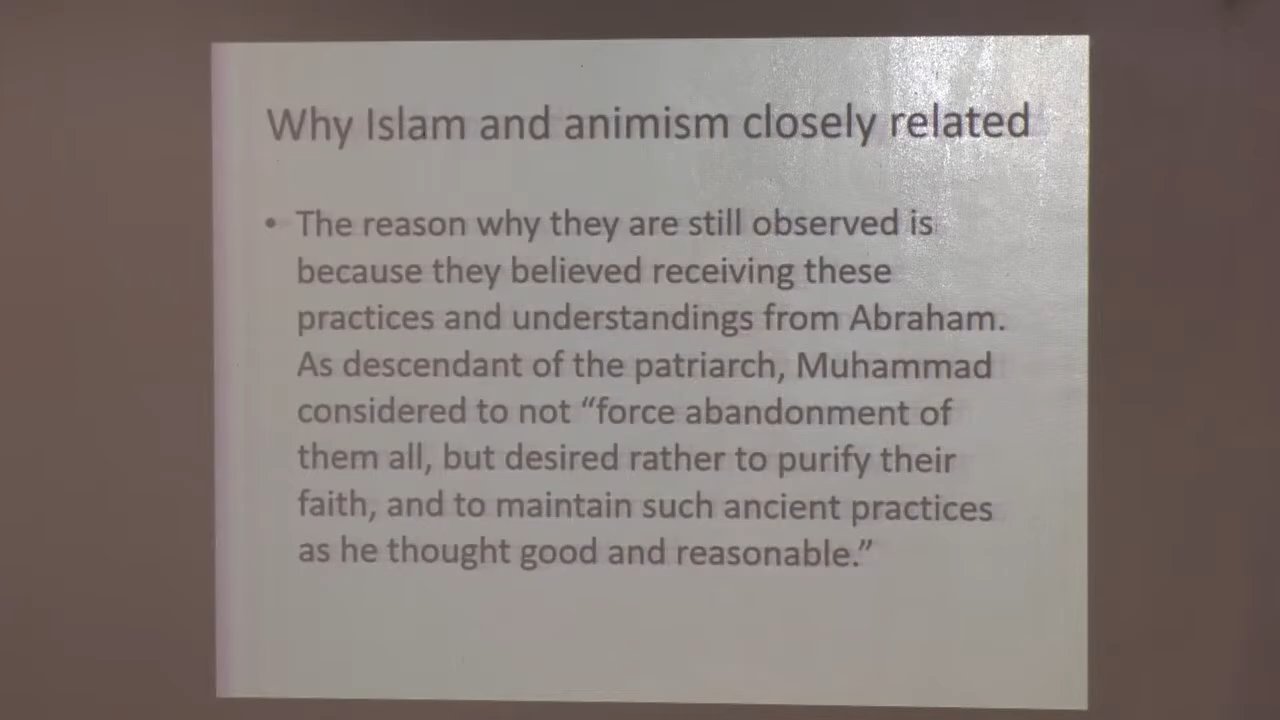 Why Islam and animism closely related
• The reason why they are still observed is
because they believed receiving these
practices and understandings from Abraham.
As descendant of the patriarch, Muhammad
considered to not “force abandonment of
them all, but desired rather to purify their
faith, and to maintain such ancient practices
as he thought good and reasonable.”